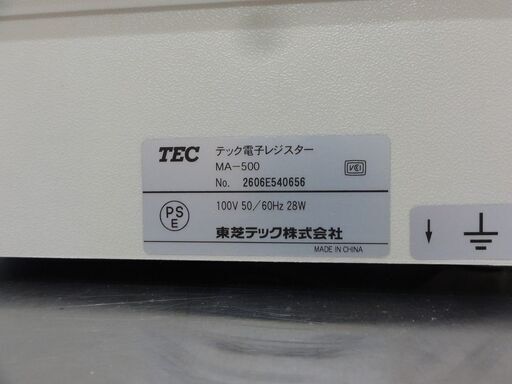 TEC テック電子レジスター
MA-500
VCI
No. 2606E540656
PS E 100V 50/60Hz 28W
東芝テック株式会社
MADE IN CHINA